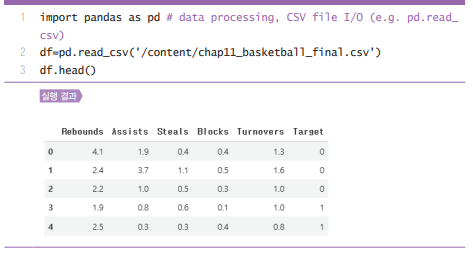 1 import pandas as pd # data processing, CSV file I/O (e.g. pd.read_
csv)
2 df=pd.read_csv('/content/chap11_basketball_final.csv')
3 df.head()
실행 결과
Rebounds Assists Steals Blocks Turnovers Target
0 4.1 1.9 0.4 0.4 1.3 0
1 2.4 3.7 1.1 0.5 1.6 0
2 2.2 1.0 0.5 0.3 1.0 0
3 1.9 0.8 0.6 0.1 1.0 1
4 2.5 0.3 0.3 0.4 0.8 1